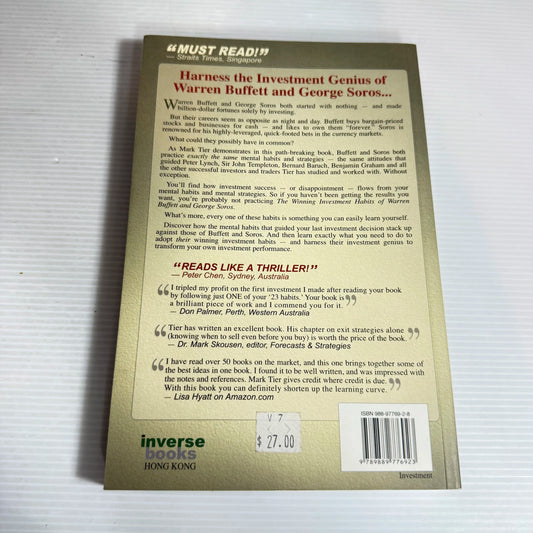 “MUST READ!”
— Straits Times, Singapore
Harness the Investment Genius of
Warren Buffett and George Soros...
Warren Buffett and George Soros both started with nothing — and made
billion-dollar fortunes solely by investing.
But their careers seem as opposite as night and day. Buffett buys bargain-priced
stocks and businesses for cash — and likes to own them “forever.” Soros is
renowned for his highly-leveraged, quick-footed bets in the currency markets.
What could they possibly have in common?
As Mark Tier demonstrates in this path-breaking book, Buffett and Soros both
practice exactly the same mental habits and strategies — the same attitudes that
guided Peter Lynch, Sir John Templeton, Bernard Baruch, Benjamin Graham and all
the other successful investors and traders Tier has studied and worked with. Without
exception.
You’ll find how investment success — or disappointment — flows from your
mental habits and mental strategies. So if you haven’t been getting the results you
want, you’re probably not practicing The Winning Investment Habits of Warren
Buffett and George Soros.
What’s more, every one of these habits is something you can easily learn yourself.
Discover how the mental habits that guided your last investment decision stack up
against those of Buffett and Soros. And then learn exactly what you need to do to
adopt their winning investment habits — and harness their investment genius to
transform your own investment performance.
“READS LIKE A THRILLER!”
— Peter Chen, Sydney, Australia
“I tripled my profit on the first investment I made after reading your book
by following just ONE of your ‘23 habits.’ Your book is
a brilliant piece of work and I commend you for it.”
— Don Palmer, Perth, Western Australia
“Tier has written an excellent book. His chapter on exit strategies alone
(knowing when to sell even before you buy) is worth the price of the book.”
— Dr. Mark Skousen, editor, Forecasts & Strategies
“I have read over 50 books on the market, and this one brings together some of
the best ideas in one book. I found it to be well written, and was impressed with
the notes and references. Mark Tier gives credit where credit is due.
With this book you can definitely shorten up the learning curve.”
— Lisa Hyatt on Amazon.com
V 7
$ 27.00
inverse
books
HONG KONG
ISBN 988-97769-2-8
9 789889 776923
Investment